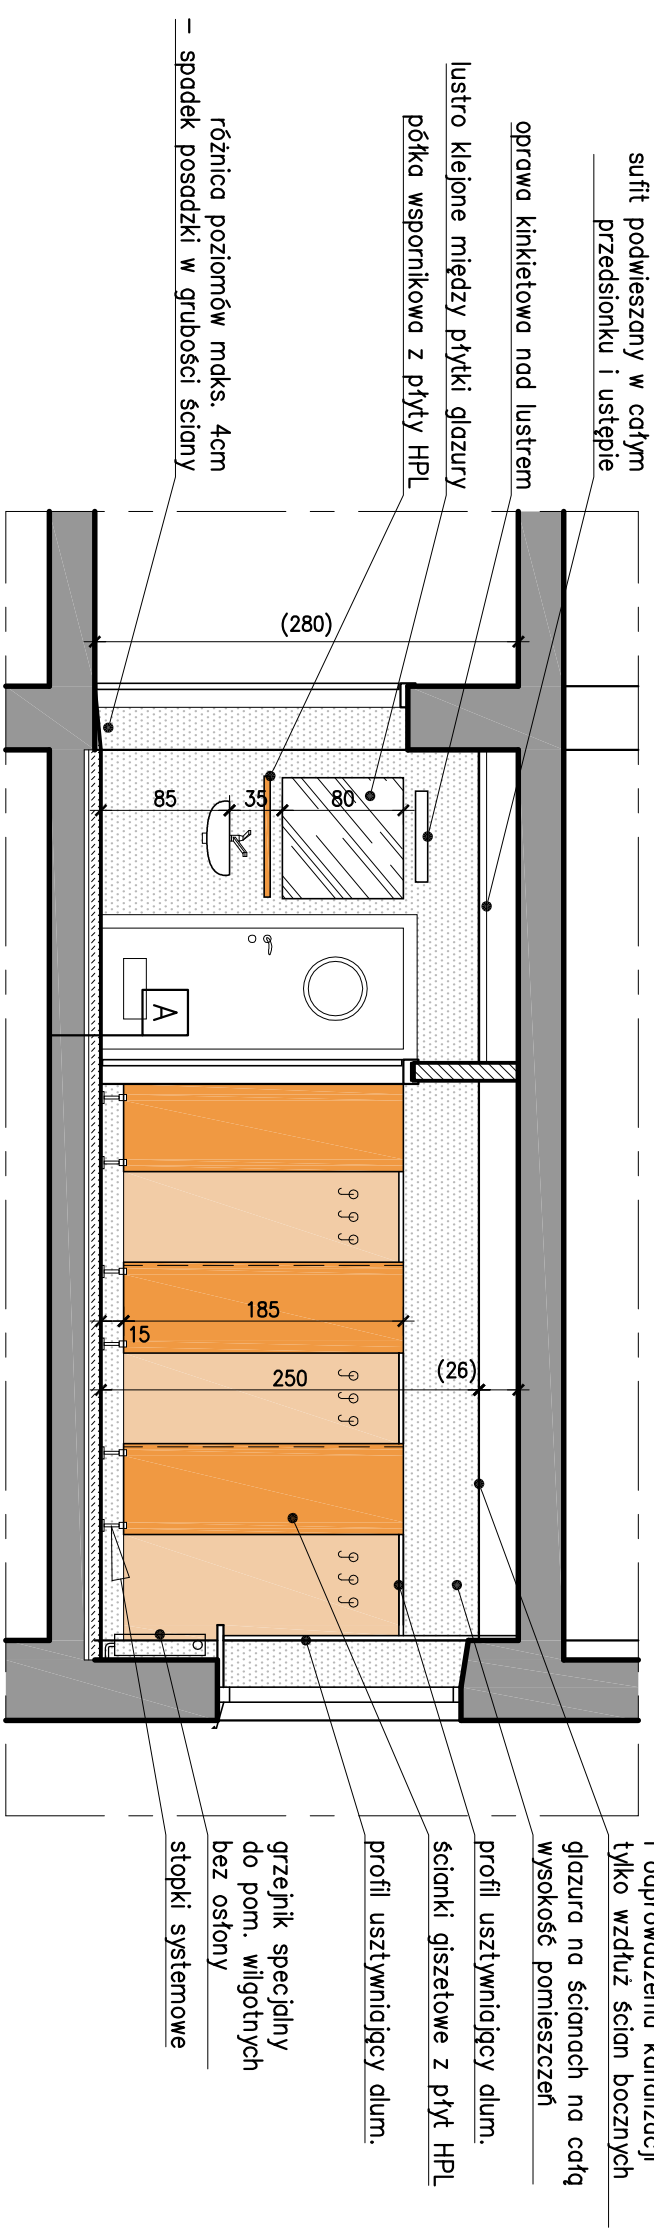 sufit podwieszany w całym
przedsionku i ustępie
oprawa kinkietowa nad lustrem
lustro klejone między płytki glazury
półka wspornikowa z płyty HPL
różnica poziomów maks. 4cm
– spadek posadzki w grubości ściany
(280)
85
35
80
A
185
15
250
(26)
i odprowadzenia kanalizacji
tylko wzdłuż ścian bocznych
glazura na ścianach na całą
wysokość pomieszczeń
profil usztywniający alum.
ścianki giszetowe z płyt HPL
profil usztywniający alum.
grzejnik specjalny
do pom. wilgotnych
bez osłony
stopki systemowe